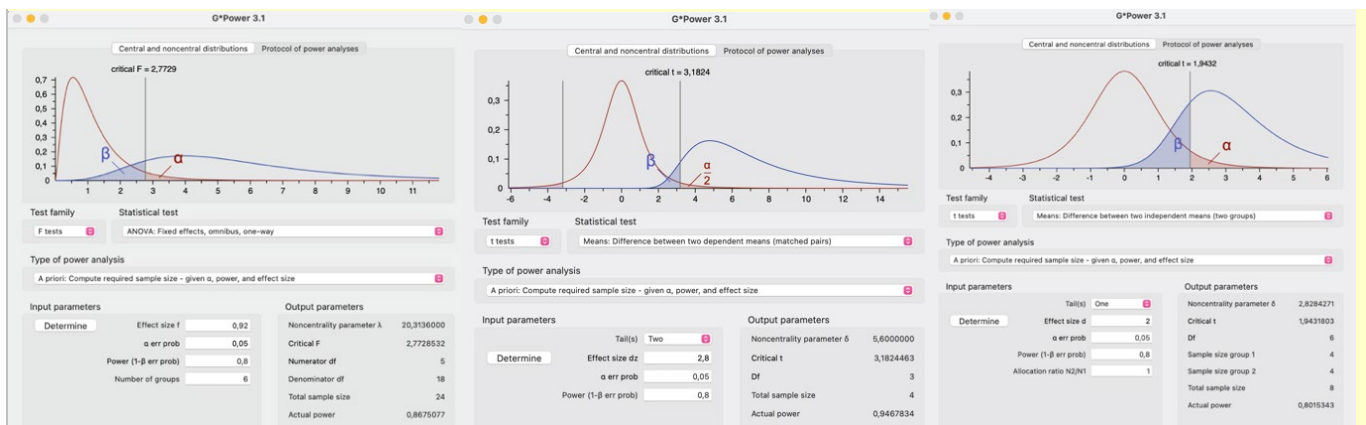 G*Power 3.1
Central and noncentral distributions Protocol of power analyses
critical F = 2,7729
0,7
0,6
0,5
0,4
0,3
0,2
0,1
0
β
α
1 2 3 4 5 6 7 8 9 10 11
Test family Statistical test
F tests ANOVA: Fixed effects, omnibus, one-way
Type of power analysis
A priori: Compute required sample size - given α, power, and effect size
Input parameters Output parameters
Determine Effect size f 0,92 Noncentrality parameter λ 20,3136000
α err prob 0,05 Critical F 2,7728532
Power (1-β err prob) 0,8 Numerator df 5
Number of groups 6 Denominator df 18
Total sample size 24
Actual power 0,8675077
G*Power 3.1
Central and noncentral distributions Protocol of power analyses
critical t = 3,1824
0,3
0,2
0,1
0
β
α
2
-6 -4 -2 0 2 4 6 8 10 12 14
Test family Statistical test
t tests Means: Difference between two dependent means (matched pairs)
Type of power analysis
A priori: Compute required sample size - given α, power, and effect size
Input parameters Output parameters
Tail(s) Two Noncentrality parameter δ 5,6000000
Determine Effect size dz 2,8 Critical t 3,1824463
α err prob 0,05 Df 3
Power (1-β err prob) 0,8 Total sample size 4
Actual power 0,9467834
G*Power 3.1
Central and noncentral distributions Protocol of power analyses
critical t = 1,9432
0,3
0,2
0,1
0
β
α
-4 -3 -2 -1 0 1 2 3 4 5 6
Test family Statistical test
t tests Means: Difference between two independent means (two groups)
Type of power analysis
A priori: Compute required sample size - given α, power, and effect size
Input parameters Output parameters
Tail(s) One Noncentrality parameter δ 2,8284271
Determine Effect size d 2 Critical t 1,9431803
α err prob 0,05 Df 6
Power (1-β err prob) 0,8 Sample size group 1 4
Allocation ratio N2/N1 1 Sample size group 2 4
Total sample size 8
Actual power 0,8015343